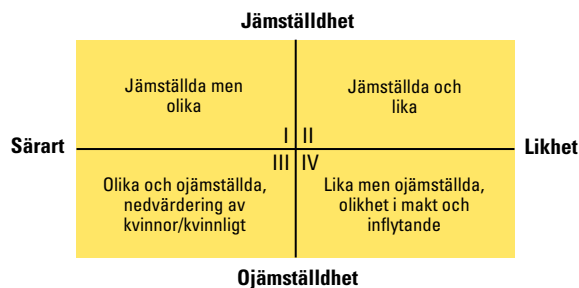 Jämställdhet
Jämställda men
olika
Jämställda och
lika
I II
Särart
Likhet
III IV
Olika och ojämställda,
nedvärdering av
kvinnor/kvinnligt
Lika men ojämställda,
olikhet i makt och
inflytande
Ojämställdhet